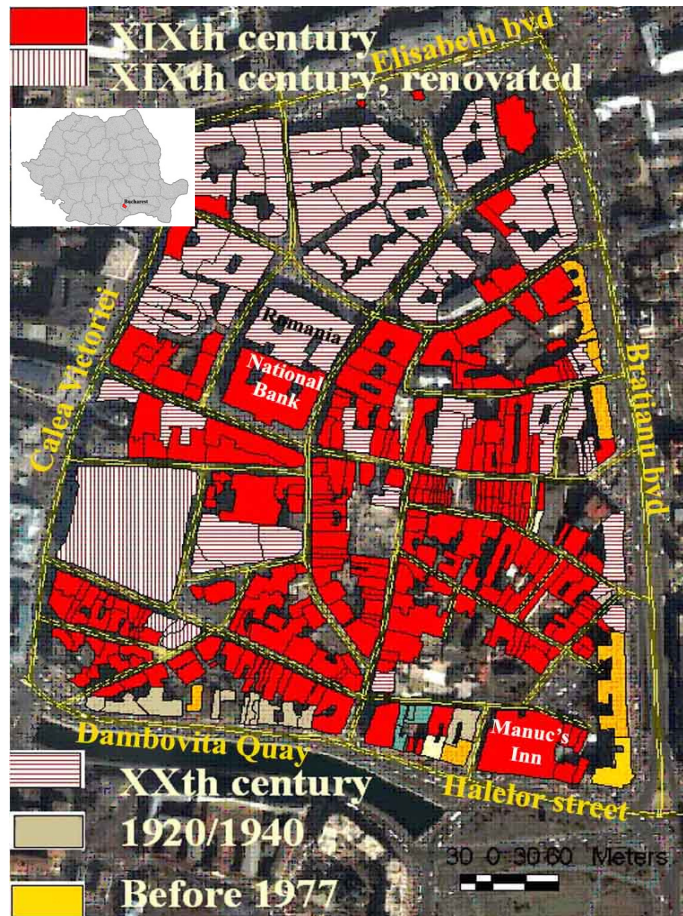 XIXth century
XIXth century, renovated
Elisabeth bvd
Bucharest
Calea Victoriei
Romania
National
Bank
Bratianu bvd
Manuc's
Inn
Dambovita Quay
Halelor street
XXth century
1920/1940
Before 1977
30 0 30 60 Meters